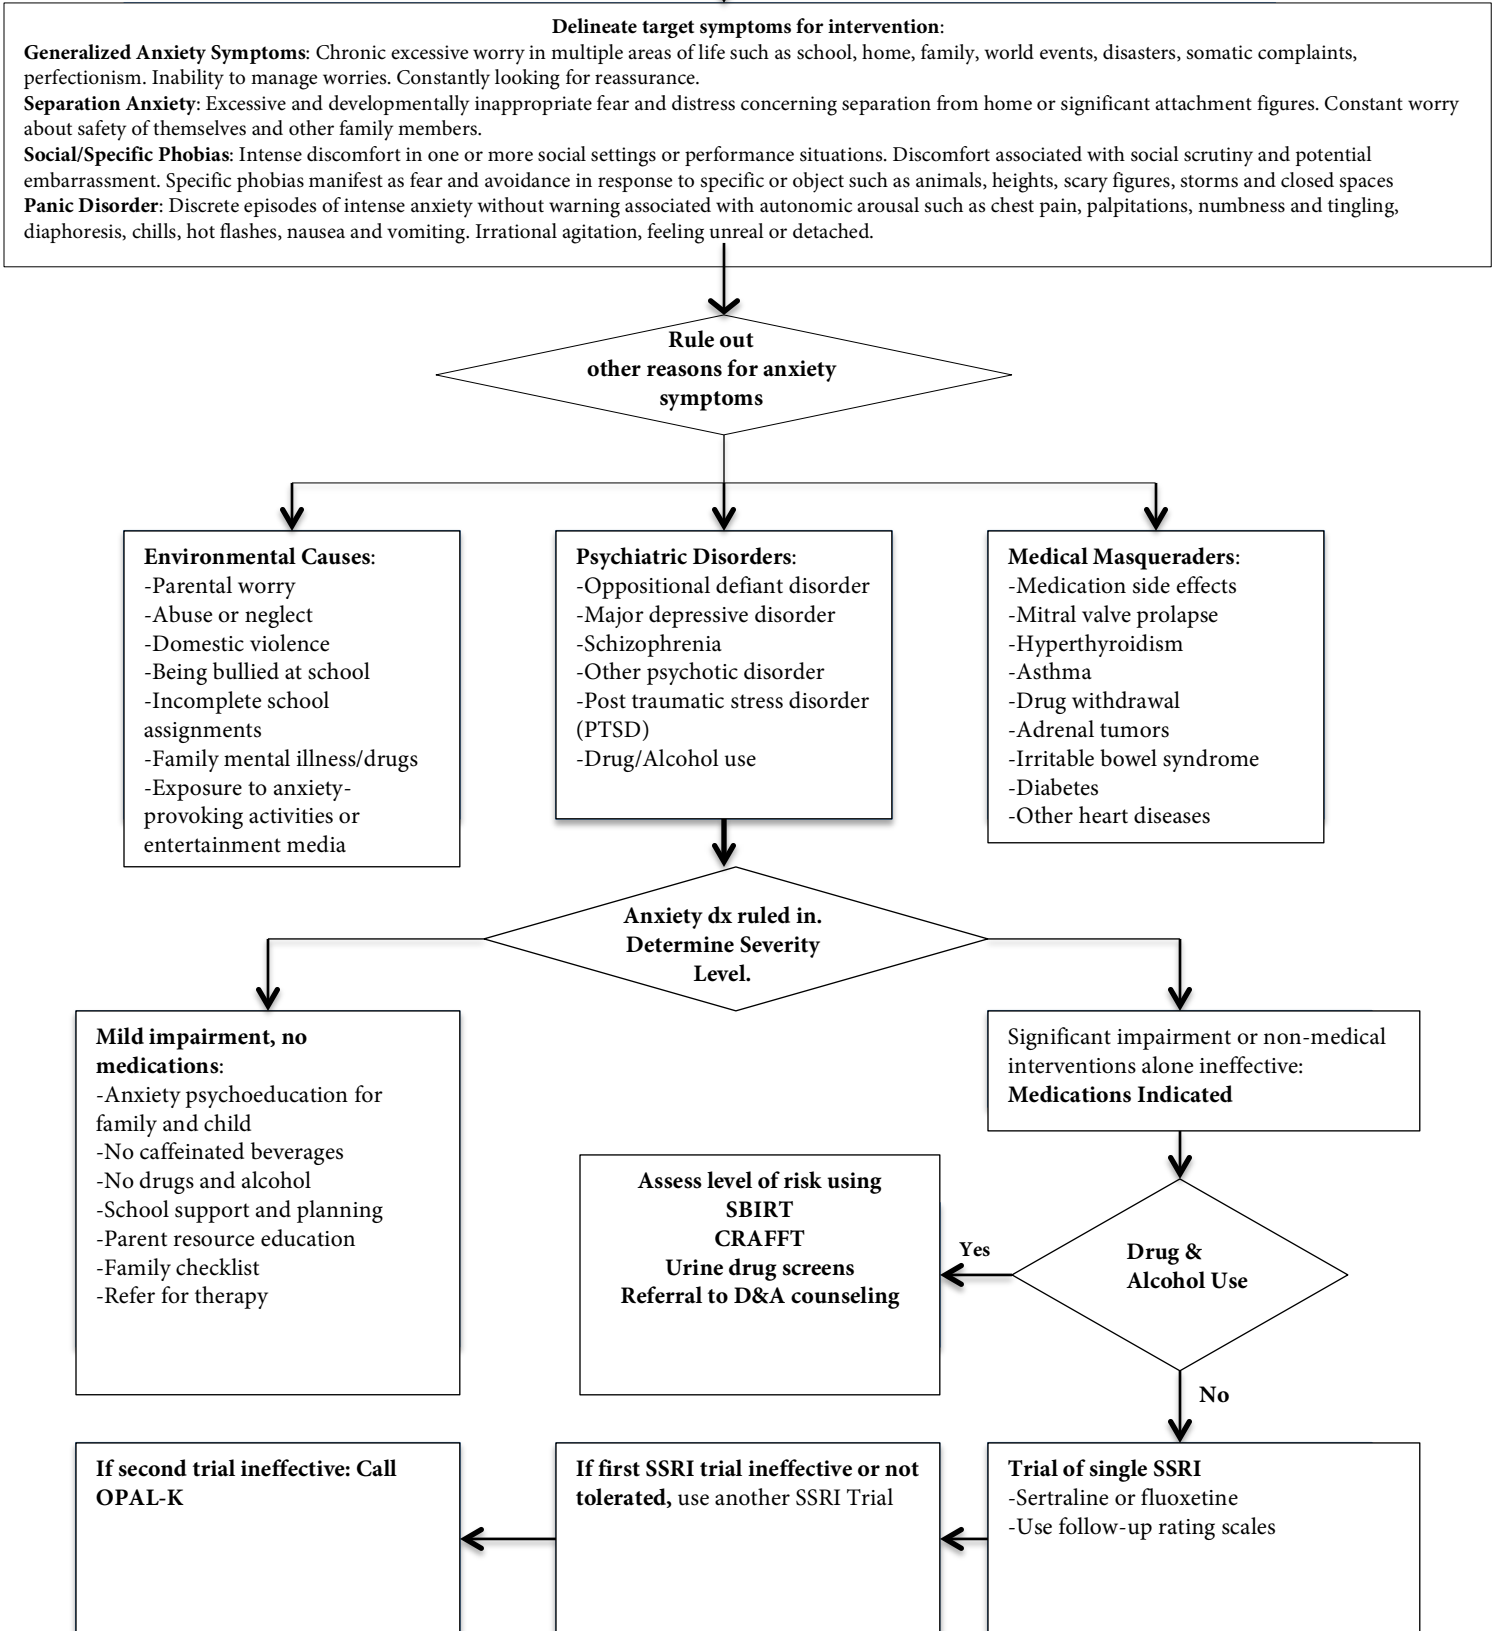 Delineate target symptoms for intervention:
Generalized Anxiety Symptoms: Chronic excessive worry in multiple areas of life such as school, home, family, world events, disasters, somatic complaints,
perfectionism. Inability to manage worries. Constantly looking for reassurance.
Separation Anxiety: Excessive and developmentally inappropriate fear and distress concerning separation from home or significant attachment figures. Constant worry
about safety of themselves and other family members.
Social/Specific Phobias: Intense discomfort in one or more social settings or performance situations. Discomfort associated with social scrutiny and potential
embarrassment. Specific phobias manifest as fear and avoidance in response to specific or object such as animals, heights, scary figures, storms and closed spaces
Panic Disorder: Discrete episodes of intense anxiety without warning associated with autonomic arousal such as chest pain, palpitations, numbness and tingling,
diaphoresis, chills, hot flashes, nausea and vomiting. Irrational agitation, feeling unreal or detached.
Rule out
other reasons for anxiety
symptoms
Environmental Causes:
-Parental worry
-Abuse or neglect
-Domestic violence
-Being bullied at school
-Incomplete school
assignments
-Family mental illness/drugs
-Exposure to anxiety-
provoking activities or
entertainment media
Psychiatric Disorders:
-Oppositional defiant disorder
-Major depressive disorder
-Schizophrenia
-Other psychotic disorder
-Post traumatic stress disorder
(PTSD)
-Drug/Alcohol use
Medical Masqueraders:
-Medication side effects
-Mitral valve prolapse
-Hyperthyroidism
-Asthma
-Drug withdrawal
-Adrenal tumors
-Irritable bowel syndrome
-Diabetes
-Other heart diseases
Anxiety dx ruled in.
Determine Severity
Level.
Mild impairment, no
medications:
-Anxiety psychoeducation for
family and child
-No caffeinated beverages
-No drugs and alcohol
-School support and planning
-Parent resource education
-Family checklist
-Refer for therapy
Significant impairment or non-medical
interventions alone ineffective:
Medications Indicated
Drug &
Alcohol Use
Yes
Assess level of risk using
SBIRT
CRAFFT
Urine drug screens
Referral to D&A counseling
No
Trial of single SSRI
-Sertraline or fluoxetine
-Use follow-up rating scales
If first SSRI trial ineffective or not
tolerated, use another SSRI Trial
If second trial ineffective: Call
OPAL-K